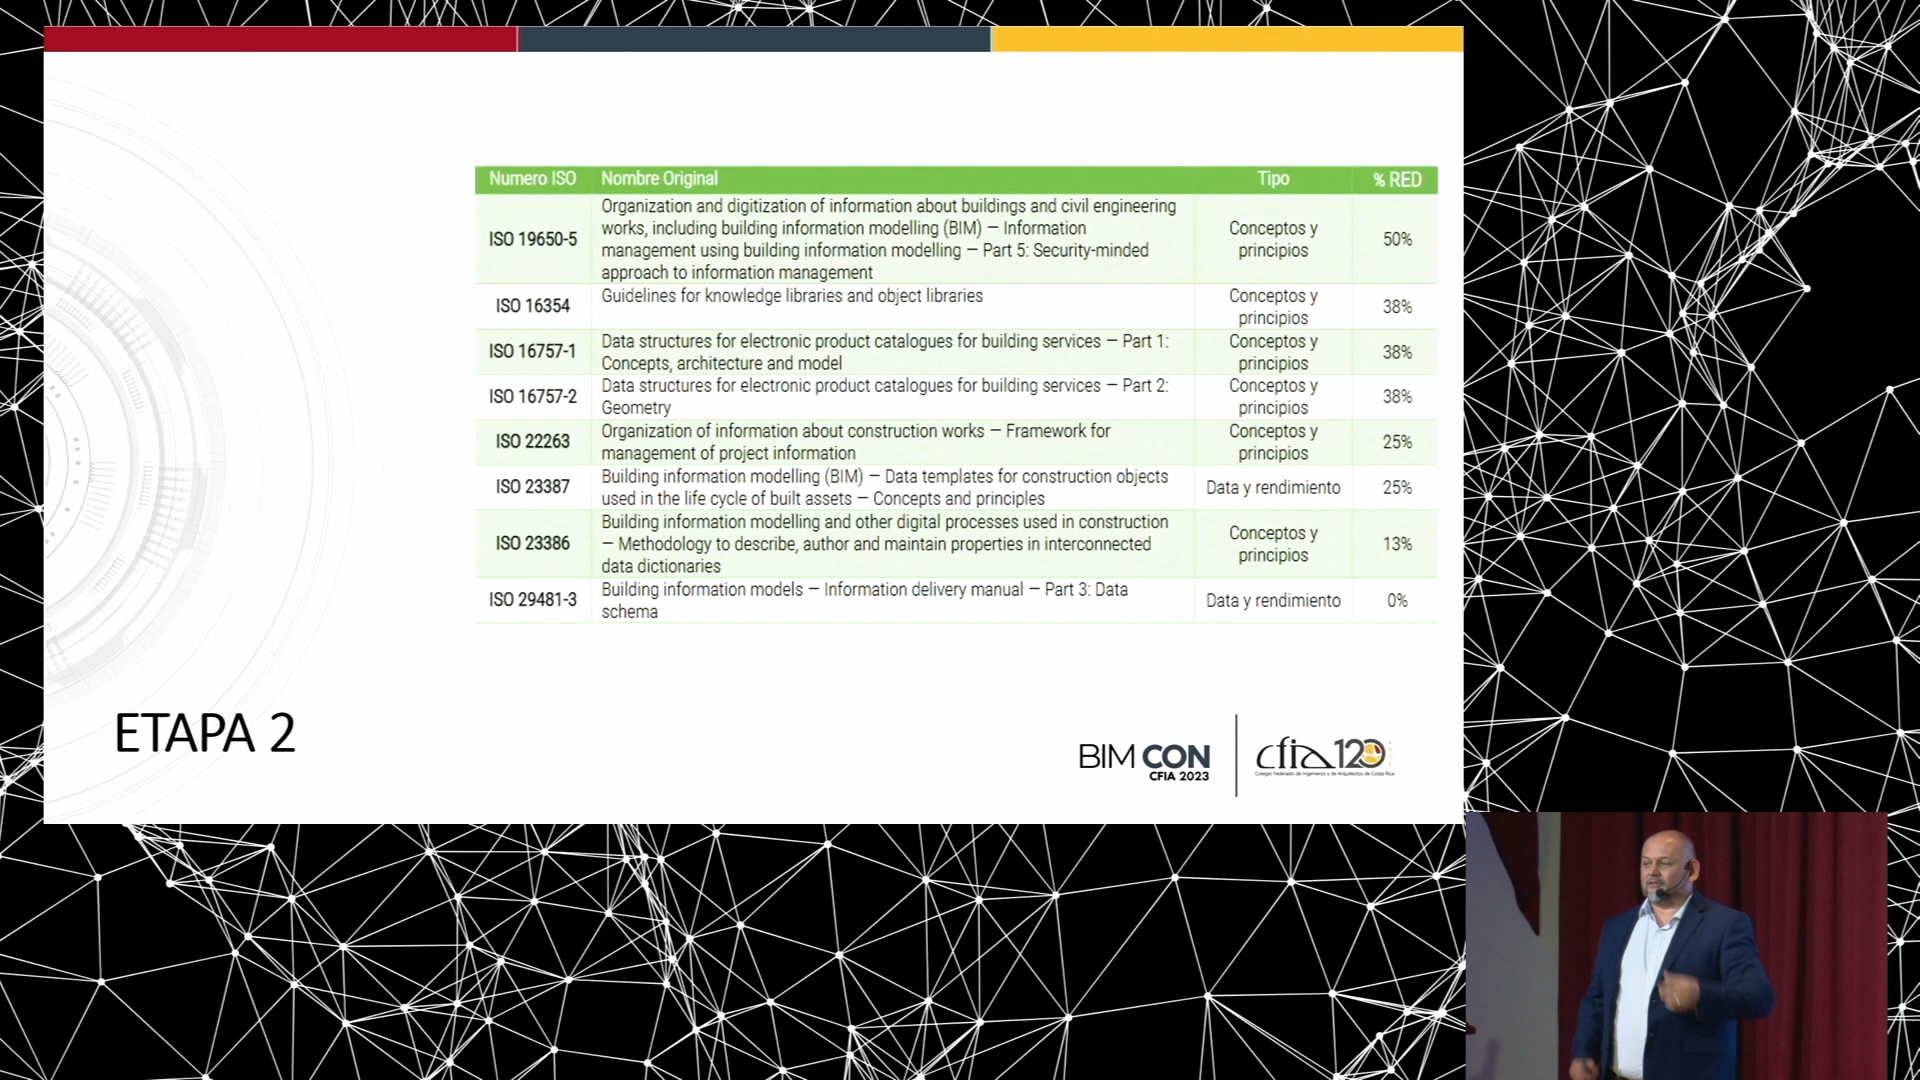 Numero ISO Nombre Original Tipo % RED
ISO 19650-5
Organization and digitization of information about buildings and civil engineering
works, including building information modelling (BIM) — Information
management using building information modelling — Part 5: Security-minded
approach to information management
Conceptos y
principios
50%
ISO 16354
Guidelines for knowledge libraries and object libraries
Conceptos y
principios
38%
ISO 16757-1
Data structures for electronic product catalogues for building services — Part 1:
Concepts, architecture and model
Conceptos y
principios
38%
ISO 16757-2
Data structures for electronic product catalogues for building services — Part 2:
Geometry
Conceptos y
principios
38%
ISO 22263
Organization of information about construction works — Framework for
management of project information
Conceptos y
principios
25%
ISO 23387
Building information modelling (BIM) — Data templates for construction objects
used in the life cycle of built assets — Concepts and principles
Data y rendimiento
25%
ISO 23386
Building information modelling and other digital processes used in construction
— Methodology to describe, author and maintain properties in interconnected
data dictionaries
Conceptos y
principios
13%
ISO 29481-3
Building information models — Information delivery manual — Part 3: Data
schema
Data y rendimiento
0%
ETAPA 2
BIM CON
CFIA 2023
cfia 120
Colegio Federado de Ingenieros y de Arquitectos de Costa Rica